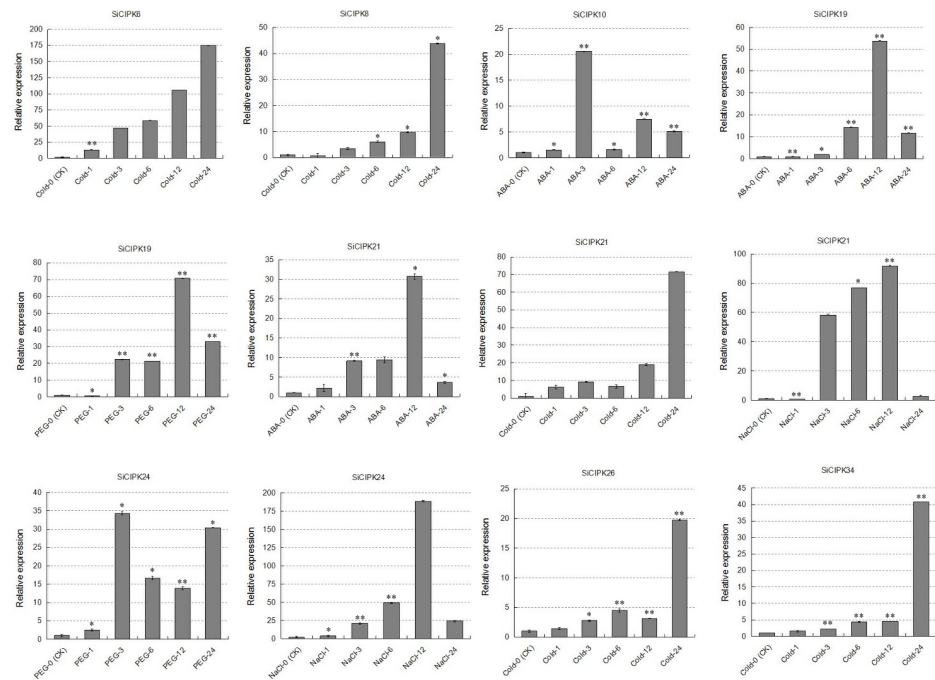 SiCIPK6
Relative expression
200
175
150
125
100
75
50
25
0
**
Cold-0 (CK)
Cold-1
Cold-3
Cold-6
Cold-12
Cold-24
SiCIPK8
Relative expression
50
40
30
20
10
0
*
*
*
Cold-0 (CK)
Cold-1
Cold-3
Cold-6
Cold-12
Cold-24
SiCIPK10
Relative expression
25
20
15
10
5
0
*
**
*
**
**
ABA-0 (CK)
ABA-1
ABA-3
ABA-6
ABA-12
ABA-24
SiCIPK19
Relative expression
60
50
40
30
20
10
0
**
*
**
**
**
ABA-0 (CK)
ABA-1
ABA-3
ABA-6
ABA-12
ABA-24
SiCIPK19
Relative expression
80
70
60
50
40
30
20
10
0
*
**
**
**
**
PEG-0 (CK)
PEG-1
PEG-3
PEG-6
PEG-12
PEG-24
SiCIPK21
Relative expression
35
30
25
20
15
10
5
0
**
*
*
ABA-0 (CK)
ABA-1
ABA-3
ABA-6
ABA-12
ABA-24
SiCIPK21
Relative expression
80
70
60
50
40
30
20
10
0
Cold-0 (CK)
Cold-1
Cold-3
Cold-6
Cold-12
Cold-24
SiCIPK21
Relative expression
100
80
60
40
20
0
**
*
**
NaCl-0 (CK)
NaCl-1
NaCl-3
NaCl-6
NaCl-12
NaCl-24
SiCIPK24
Relative expression
40
35
30
25
20
15
10
5
0
*
*
*
**
*
PEG-0 (CK)
PEG-1
PEG-3
PEG-6
PEG-12
PEG-24
SiCIPK24
Relative expression
200
175
150
125
100
75
50
25
0
*
**
**
NaCl-0 (CK)
NaCl-1
NaCl-3
NaCl-6
NaCl-12
NaCl-24
SiCIPK26
Relative expression
25
20
15
10
5
0
*
**
**
**
Cold-0 (CK)
Cold-1
Cold-3
Cold-6
Cold-12
Cold-24
SiCIPK34
Relative expression
45
40
35
30
25
20
15
10
5
0
**
**
**
**
Cold-0 (CK)
Cold-1
Cold-3
Cold-6
Cold-12
Cold-24